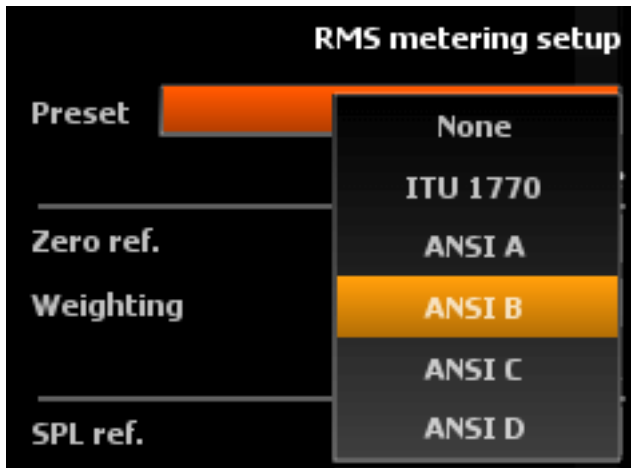 RMS metering setup
Preset
None
ITU 1770
Zero ref.
ANSI A
Weighting
ANSI B
ANSI C
SPL ref.
ANSI D